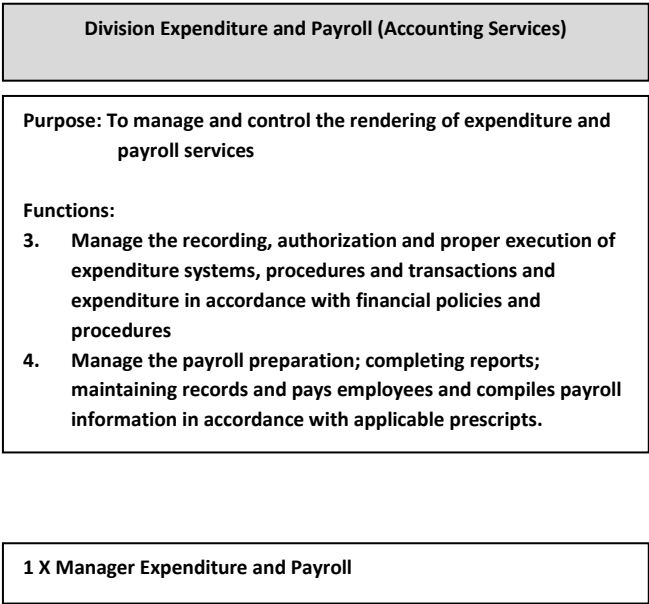 Division Expenditure and Payroll (Accounting Services)
Purpose: To manage and control the rendering of expenditure and
payroll services
Functions:
3. Manage the recording, authorization and proper execution of
expenditure systems, procedures and transactions and
expenditure in accordance with financial policies and
procedures
4. Manage the payroll preparation; completing reports;
maintaining records and pays employees and compiles payroll
information in accordance with applicable prescripts.
1 X Manager Expenditure and Payroll